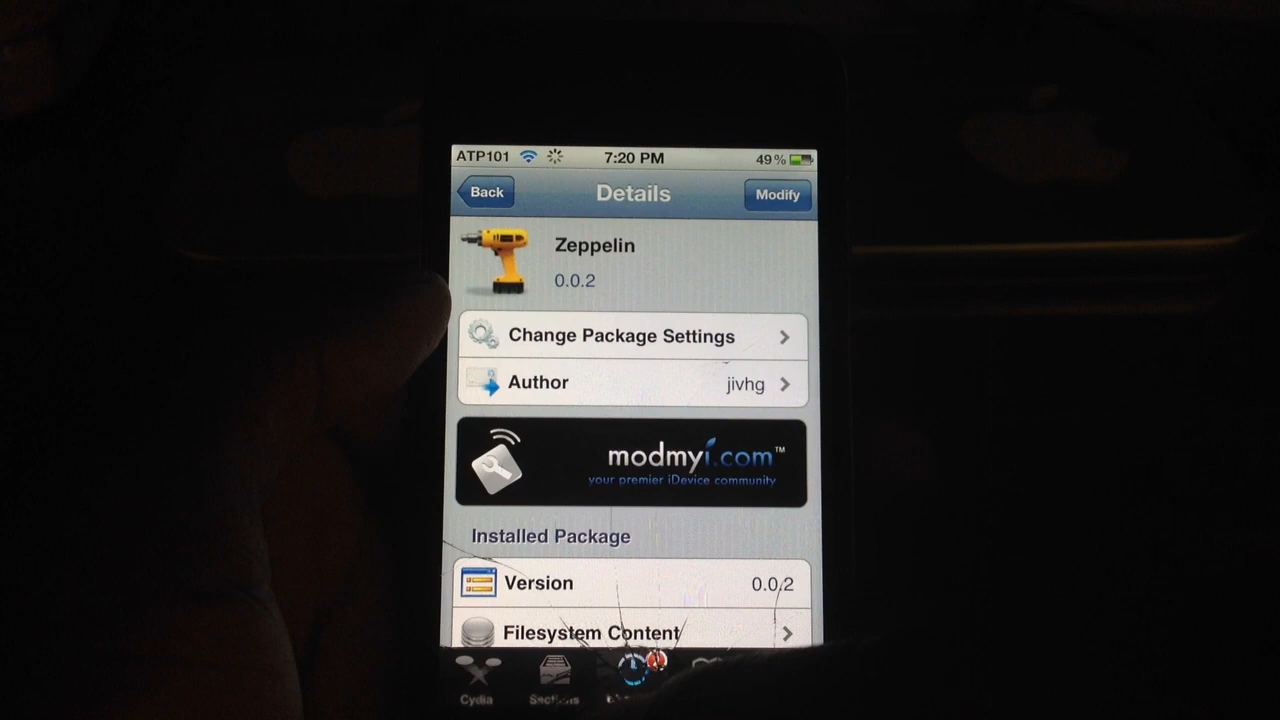 ATP101 7:20 PM 49%
Back Details Modify
Zeppelin
0.0.2
Change Package Settings
Author jivhg
modmyi.com™
your premier iDevice community
Installed Package
Version 0.0.2
Filesystem Content
Cydia Sections